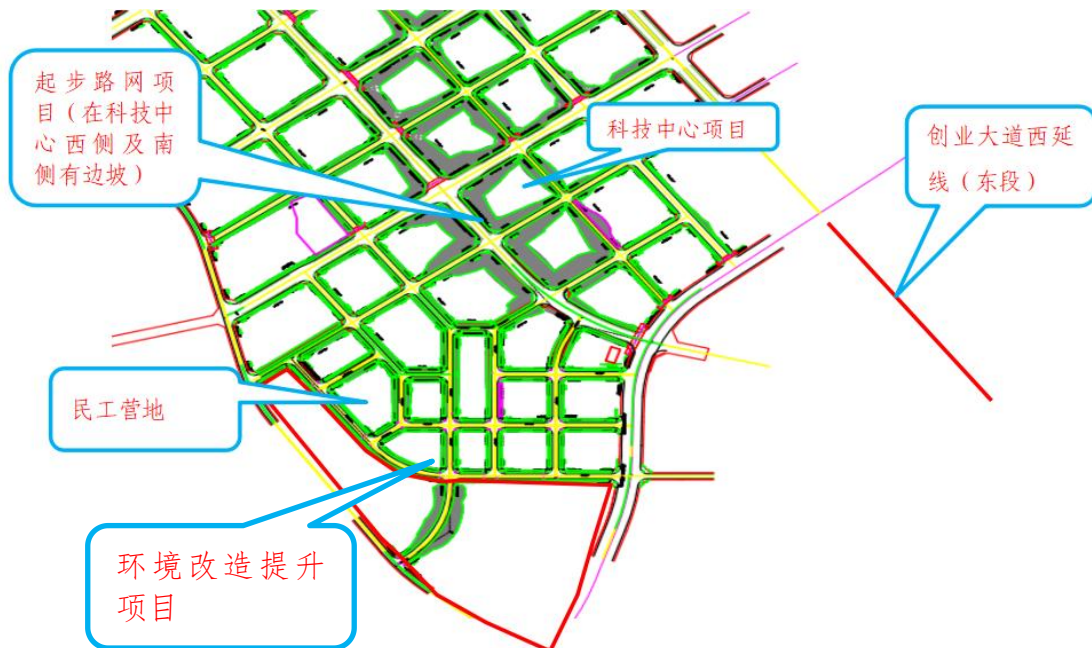 起步路网项
目（在科技中
心西侧及南
侧有边坡）
科技中心项目
创业大道西延
线（东段）
民工营地
环境改造提升
项目